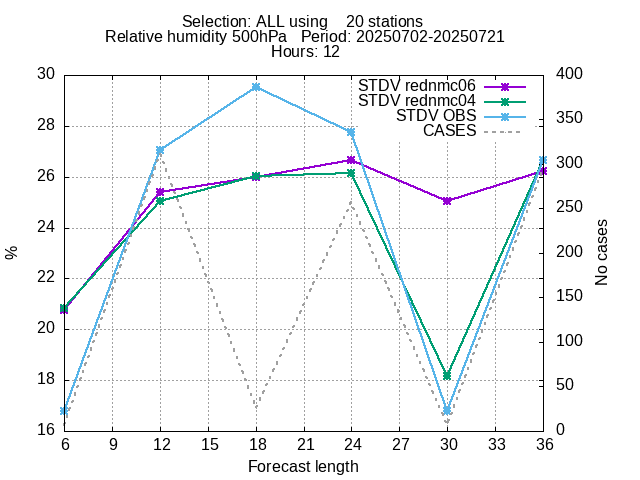 Selection: ALL using    20 stations
Relative humidity 500hPa   Period: 20250702-20250721
Hours: 12
STDV rednmc06
STDV rednmc04
STDV OBS
CASES
30
28
26
24
22
20
18
16
%
400
350
300
250
200
150
100
50
0
No cases
6 9 12 15 18 21 24 27 30 33 36
Forecast length